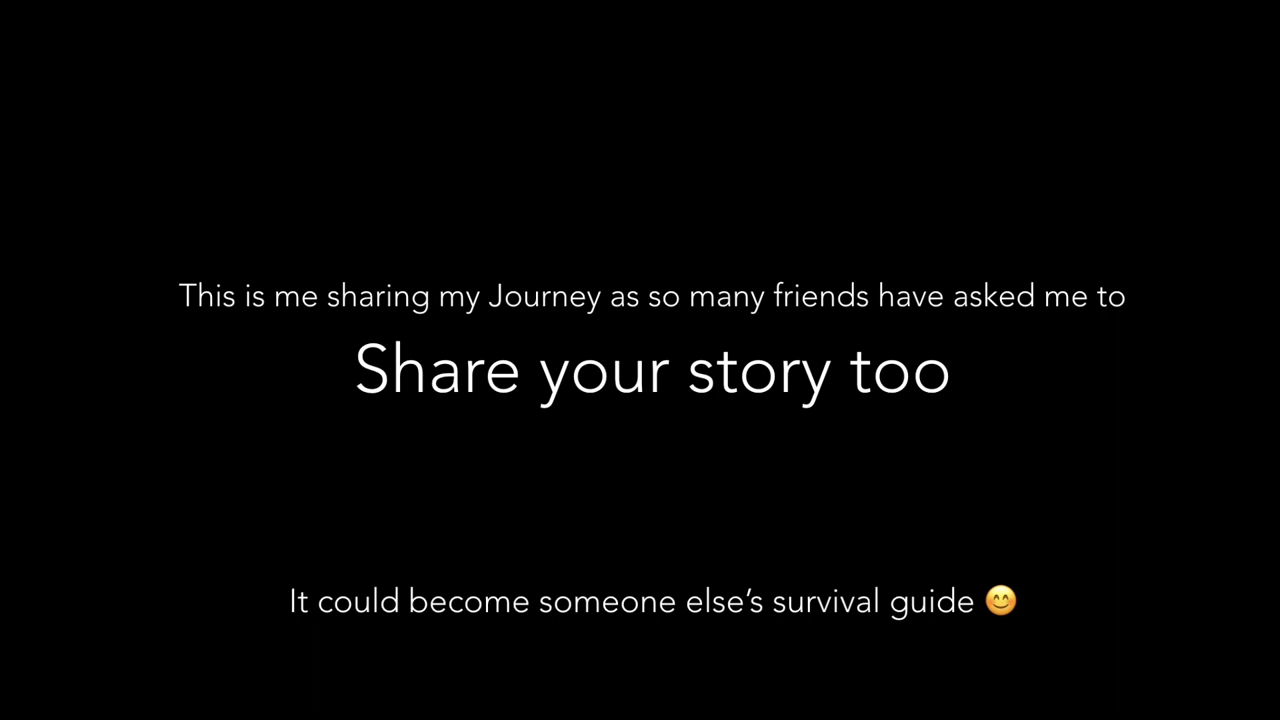 This is me sharing my Journey as so many friends have asked me to
Share your story too
It could become someone else’s survival guide 😊